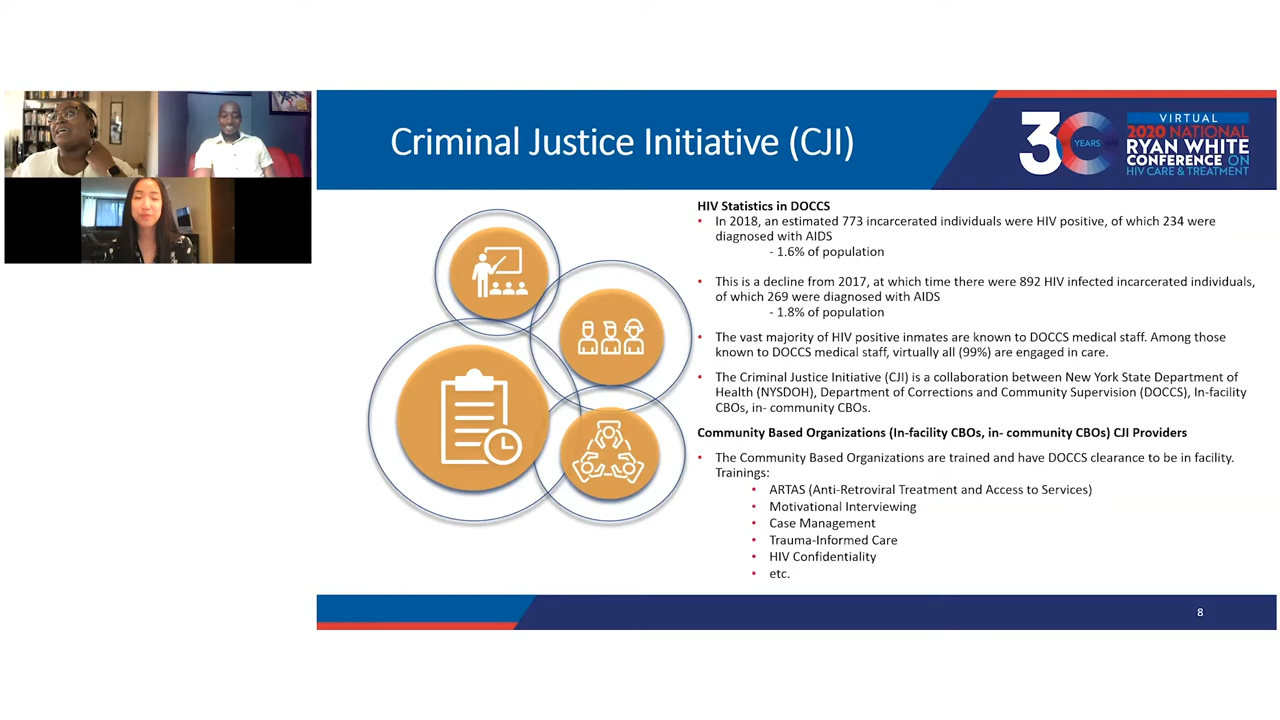 Criminal Justice Initiative (CJI)
30
YEARS
VIRTUAL
2020 NATIONAL
RYAN WHITE
CONFERENCE ON
HIV CARE & TREATMENT
HIV Statistics in DOCCS
• In 2018, an estimated 773 incarcerated individuals were HIV positive, of which 234 were
diagnosed with AIDS
- 1.6% of population
• This is a decline from 2017, at which time there were 892 HIV infected incarcerated individuals,
of which 269 were diagnosed with AIDS
- 1.8% of population
• The vast majority of HIV positive inmates are known to DOCCS medical staff. Among those
known to DOCCS medical staff, virtually all (99%) are engaged in care.
• The Criminal Justice Initiative (CJI) is a collaboration between New York State Department of
Health (NYSDOH), Department of Corrections and Community Supervision (DOCCS), In-facility
CBOs, in- community CBOs.
Community Based Organizations (In-facility CBOs, in- community CBOs) CJI Providers
• The Community Based Organizations are trained and have DOCCS clearance to be in facility.
Trainings:
• ARTAS (Anti-Retroviral Treatment and Access to Services)
• Motivational Interviewing
• Case Management
• Trauma-Informed Care
• HIV Confidentiality
• etc.
8